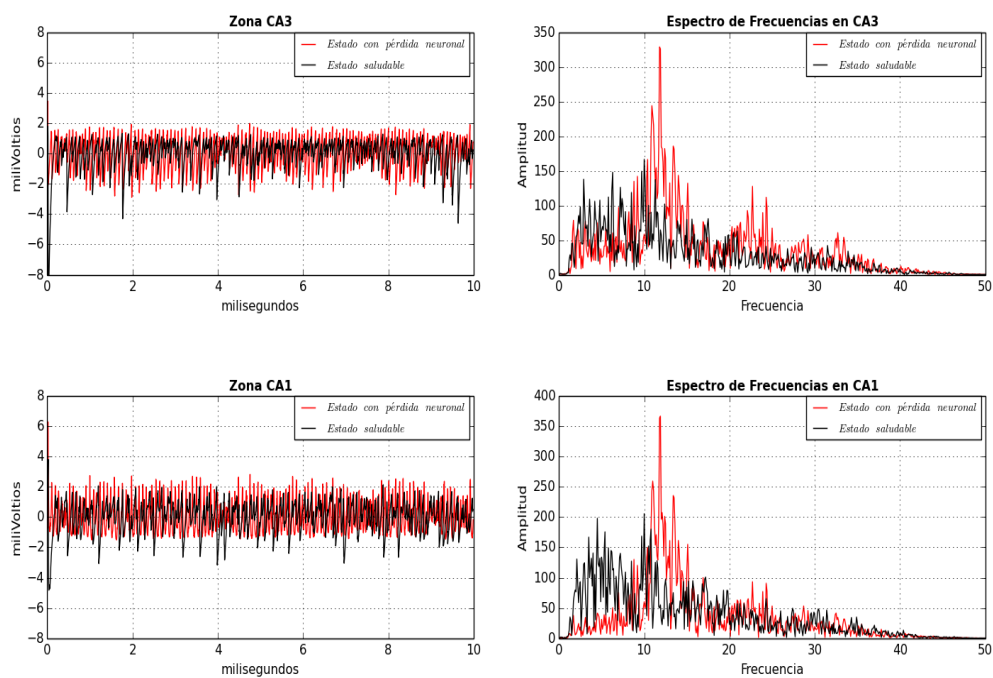 Zona CA3
8
6
4
2
0
−2
−4
−6
−8
miliVoltios
Estado con pérdida neuronal
Estado saludable
0 2 4 6 8 10
milisegundos
Espectro de Frecuencias en CA3
350
300
250
200
150
100
50
0
Amplitud
Estado con pérdida neuronal
Estado saludable
0 10 20 30 40 50
Frecuencia
Zona CA1
8
6
4
2
0
−2
−4
−6
−8
miliVoltios
Estado con pérdida neuronal
Estado saludable
0 2 4 6 8 10
milisegundos
Espectro de Frecuencias en CA1
400
350
300
250
200
150
100
50
0
Amplitud
Estado con pérdida neuronal
Estado saludable
0 10 20 30 40 50
Frecuencia